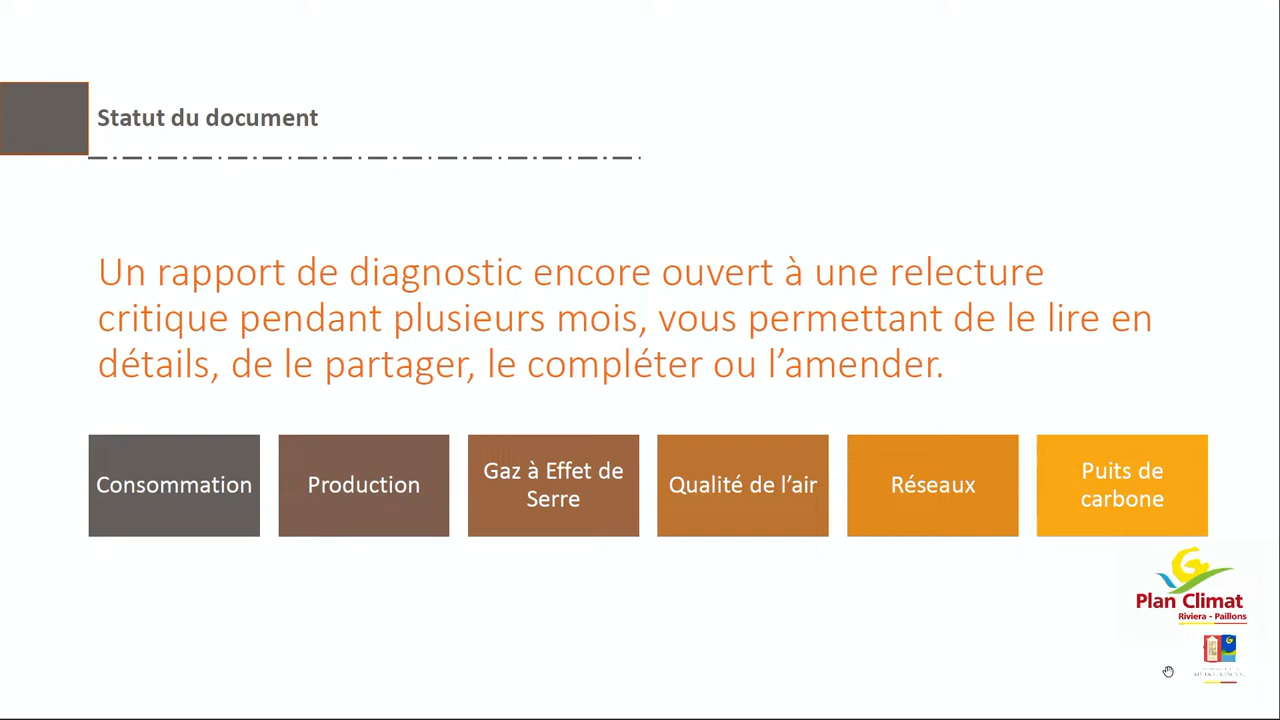 Statut du document
Un rapport de diagnostic encore ouvert à une relecture
critique pendant plusieurs mois, vous permettant de le lire en
détails, de le partager, le compléter ou l’amender.
Consommation
Production
Gaz à Effet de
Serre
Qualité de l’air
Réseaux
Puits de
carbone
Plan Climat
Riviera - Paillons